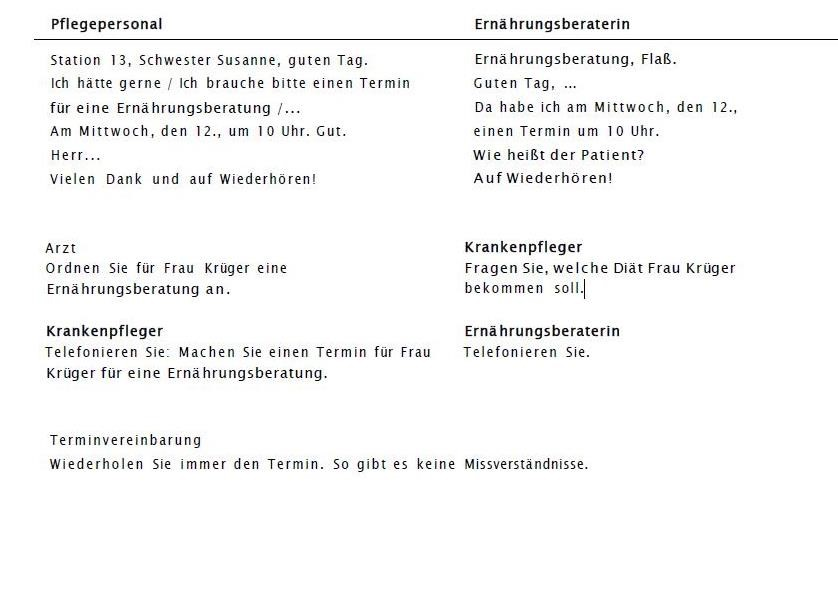 Pflegepersonal
Station 13, Schwester Susanne, guten Tag.
Ich hätte gerne / Ich brauche bitte einen Termin
für eine Ernährungsberatung /...
Am Mittwoch, den 12., um 10 Uhr. Gut.
Herr...
Vielen Dank und auf Wiederhören!
Ernährungsberaterin
Ernährungsberatung, Flaß.
Guten Tag, ...
Da habe ich am Mittwoch, den 12.,
einen Termin um 10 Uhr.
Wie heißt der Patient?
Auf Wiederhören!
Arzt
Ordnen Sie für Frau Krüger eine
Ernährungsberatung an.
Krankenpfleger
Fragen Sie, welche Diät Frau Krüger
bekommen soll.
Krankenpfleger
Telefonieren Sie: Machen Sie einen Termin für Frau
Krüger für eine Ernährungsberatung.
Ernährungsberaterin
Telefonieren Sie.
Terminvereinbarung
Wiederholen Sie immer den Termin. So gibt es keine Missverständnisse.